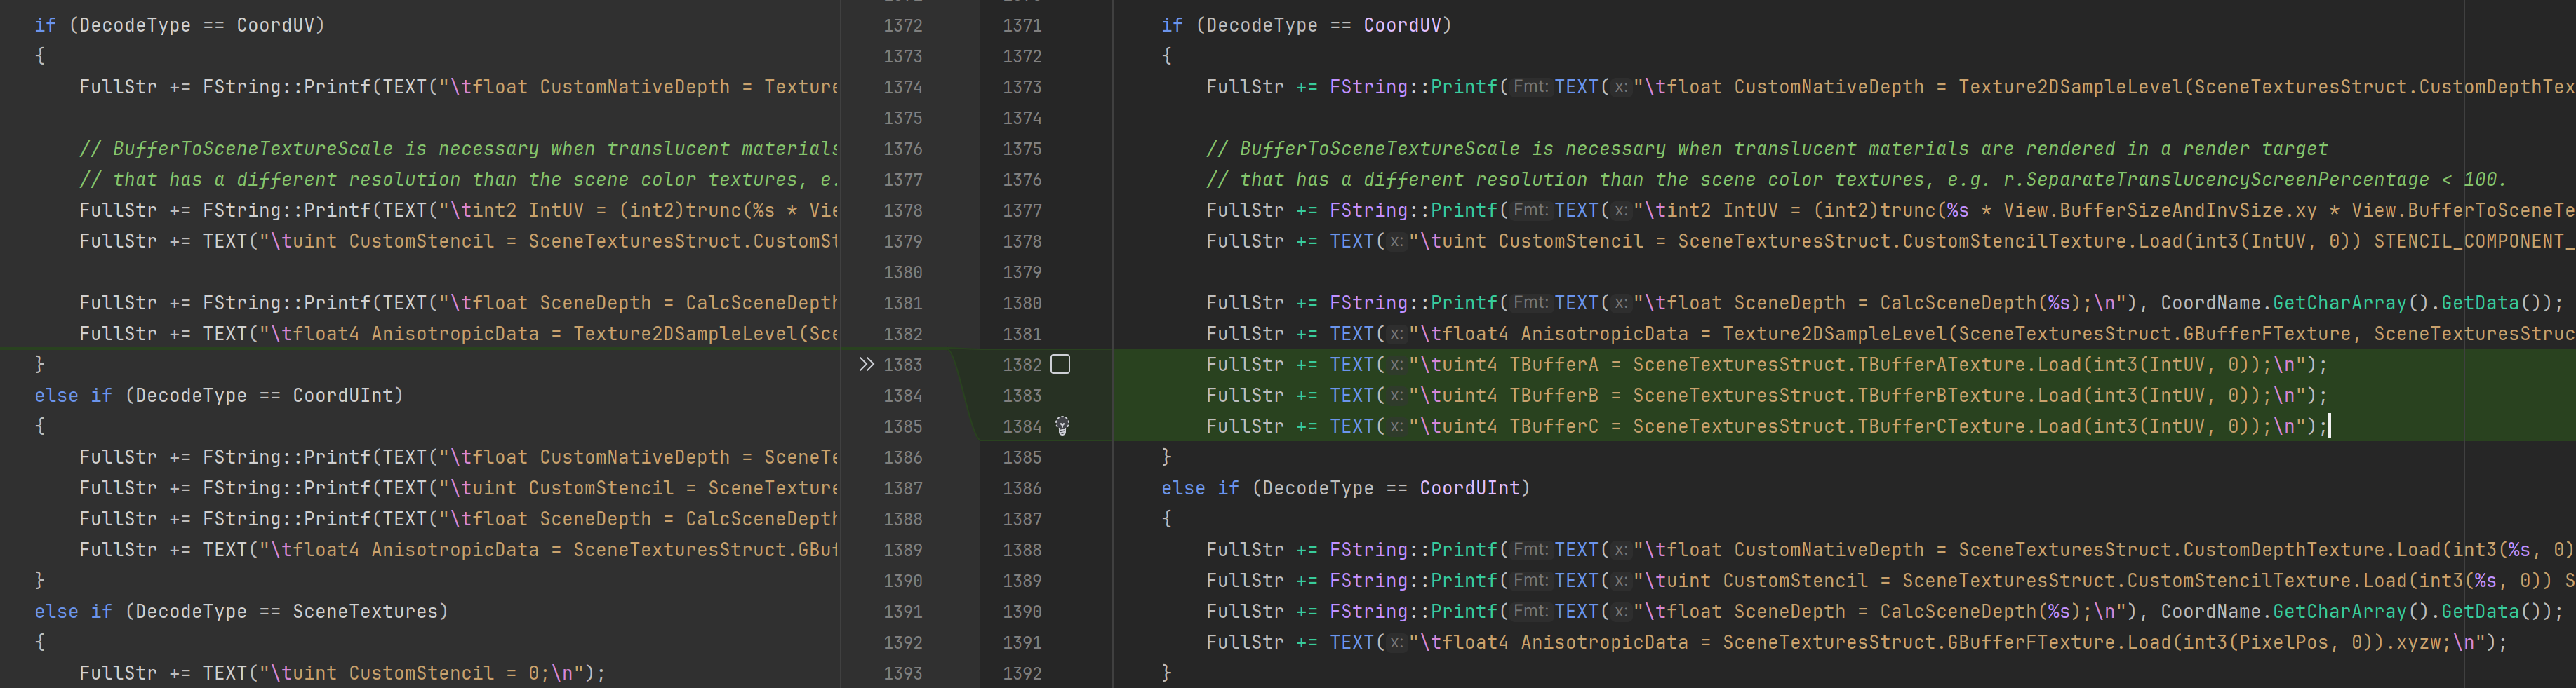 if (DecodeType == CoordUV)
{
FullStr += FString::Printf(TEXT("\tfloat CustomNativeDepth = Texture
// BufferToSceneTextureScale is necessary when translucent materials
// that has a different resolution than the scene color textures, e.
FullStr += FString::Printf(TEXT("\tint2 IntUV = (int2)trunc(%s * Vie
FullStr += TEXT("\tuint CustomStencil = SceneTexturesStruct.CustomSt
FullStr += FString::Printf(TEXT("\tfloat SceneDepth = CalcSceneDepth
FullStr += TEXT("\tfloat4 AnisotropicData = Texture2DSampleLevel(Sce
}
else if (DecodeType == CoordUInt)
{
FullStr += FString::Printf(TEXT("\tfloat CustomNativeDepth = SceneTe
FullStr += FString::Printf(TEXT("\tuint CustomStencil = SceneTexture
FullStr += FString::Printf(TEXT("\tfloat SceneDepth = CalcSceneDepth
FullStr += TEXT("\tfloat4 AnisotropicData = SceneTexturesStruct.GBuf
}
else if (DecodeType == SceneTextures)
{
FullStr += TEXT("\tuint CustomStencil = 0;\n");
1372
1373
1374
1375
1376
1377
1378
1379
1380
1381
1382
1383
1384
1385
1386
1387
1388
1389
1390
1391
1392
1393
1371
1372
1373
1374
1375
1376
1377
1378
1379
1380
1381
1382
1383
1384
1385
1386
1387
1388
1389
1390
1391
1392
if (DecodeType == CoordUV)
{
FullStr += FString::Printf( Fmt: TEXT( x: "\tfloat CustomNativeDepth = Texture2DSampleLevel(SceneTexturesStruct.CustomDepthTex
// BufferToSceneTextureScale is necessary when translucent materials are rendered in a render target
// that has a different resolution than the scene color textures, e.g. r.SeparateTranslucencyScreenPercentage < 100.
FullStr += FString::Printf( Fmt: TEXT( x: "\tint2 IntUV = (int2)trunc(%s * View.BufferSizeAndInvSize.xy * View.BufferToSceneTe
FullStr += TEXT( x: "\tuint CustomStencil = SceneTexturesStruct.CustomStencilTexture.Load(int3(IntUV, 0)) STENCIL_COMPONENT_
FullStr += FString::Printf( Fmt: TEXT( x: "\tfloat SceneDepth = CalcSceneDepth(%s);\n"), CoordName.GetCharArray().GetData());
FullStr += TEXT( x: "\tfloat4 AnisotropicData = Texture2DSampleLevel(SceneTexturesStruct.GBufferFTexture, SceneTexturesStruc
FullStr += TEXT( x: "\tuint4 TBufferA = SceneTexturesStruct.TBufferATexture.Load(int3(IntUV, 0));\n");
FullStr += TEXT( x: "\tuint4 TBufferB = SceneTexturesStruct.TBufferBTexture.Load(int3(IntUV, 0));\n");
FullStr += TEXT( x: "\tuint4 TBufferC = SceneTexturesStruct.TBufferCTexture.Load(int3(IntUV, 0));\n");
}
else if (DecodeType == CoordUInt)
{
FullStr += FString::Printf( Fmt: TEXT( x: "\tfloat CustomNativeDepth = SceneTexturesStruct.CustomDepthTexture.Load(int3(%s, 0)
FullStr += FString::Printf( Fmt: TEXT( x: "\tuint CustomStencil = SceneTexturesStruct.CustomStencilTexture.Load(int3(%s, 0)) S
FullStr += FString::Printf( Fmt: TEXT( x: "\tfloat SceneDepth = CalcSceneDepth(%s);\n"), CoordName.GetCharArray().GetData());
FullStr += TEXT( x: "\tfloat4 AnisotropicData = SceneTexturesStruct.GBufferFTexture.Load(int3(PixelPos, 0)).xyzw;\n");
}